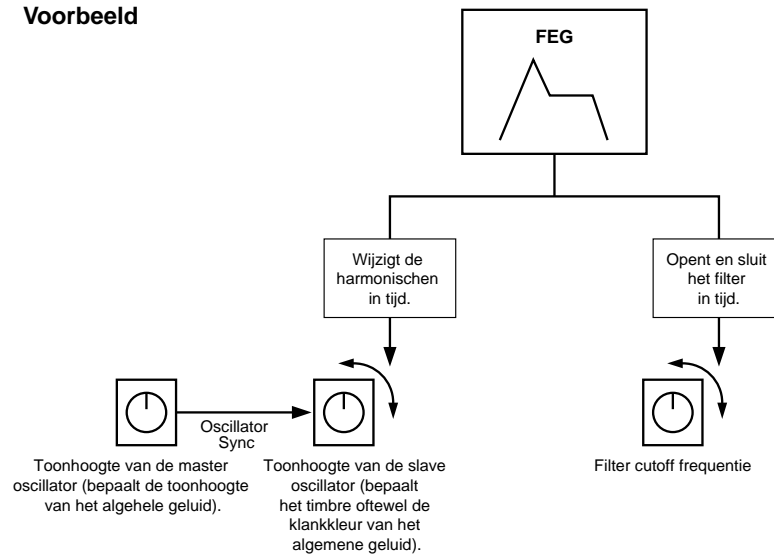 Voorbeeld
FEG
Wijzigt de
harmonischen
in tijd.
Opent en sluit
het filter
in tijd.
Oscillator
Sync
Toonhoogte van de master
oscillator (bepaalt de toonhoogte
van het algehele geluid).
Toonhoogte van de slave
oscillator (bepaalt
het timbre oftewel de
klankkleur van het
algemene geluid).
Filter cutoff frequentie